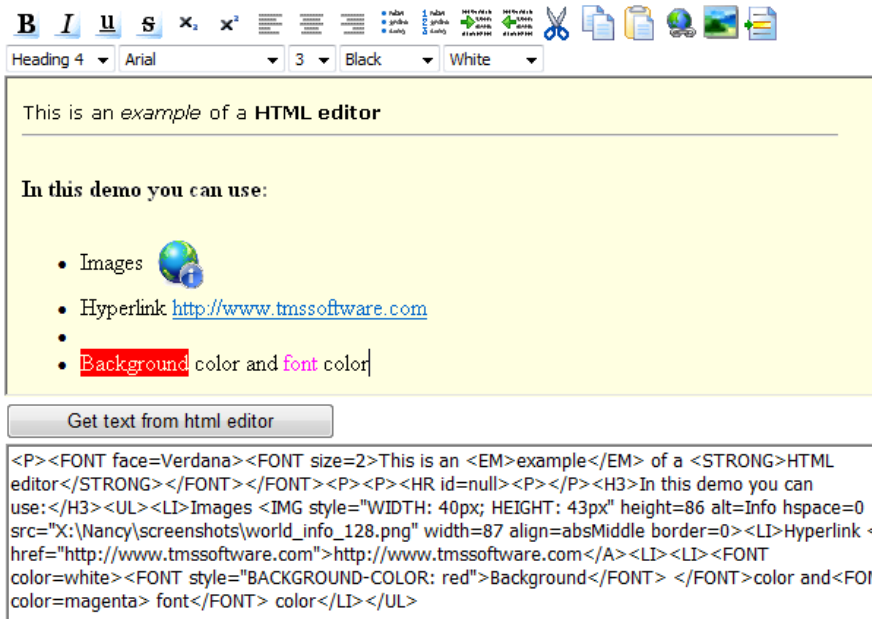 B I u S ×₂ ×²
Heading 4 Arial 3 Black White
This is an example of a HTML editor
In this demo you can use:
Images
Hyperlink http://www.tmssoftware.com
Background color and font color
Get text from html editor
<P><FONT face=Verdana><FONT size=2>This is an <EM>example</EM> of a <STRONG>HTML
editor</STRONG></FONT></FONT><P><P><HR id=null><P></P><H3>In this demo you can
use:</H3><UL><LI>Images <IMG style="WIDTH: 40px; HEIGHT: 43px" height=86 alt=Info hspace=0
src="X:\Nancy\screenshots\world_info_128.png" width=87 align=absMiddle border=0><LI>Hyperlink <
href="http://www.tmssoftware.com">http://www.tmssoftware.com</A><LI><LI><FONT
color=white><FONT style="BACKGROUND-COLOR: red">Background</FONT> </FONT>color and<FO
color=magenta> font</FONT> color</LI></UL>